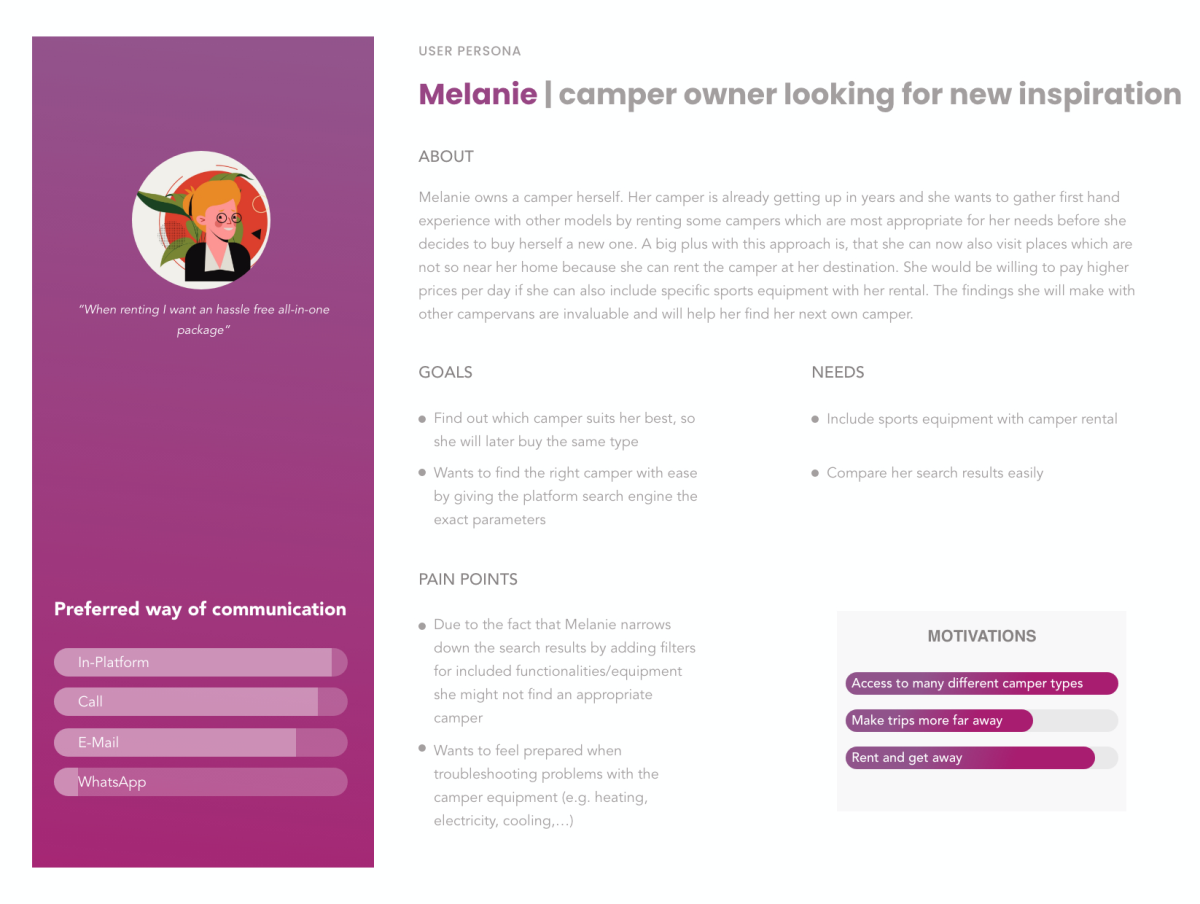 USER PERSONA
Melanie | camper owner looking for new inspiration
ABOUT
Melanie owns a camper herself. Her camper is already getting up in years and she wants to gather first hand
experience with other models by renting some campers which are most appropriate for her needs before she
decides to buy herself a new one. A big plus with this approach is, that she can now also visit places which are
not so near her home because she can rent the camper at her destination. She would be willing to pay higher
prices per day if she can also include specific sports equipment with her rental. The findings she will make with
other campervans are invaluable and will help her find her next own camper.
“When renting I want an hassle free all-in-one
package”
GOALS
• Find out which camper suits her best, so
she will later buy the same type
• Wants to find the right camper with ease
by giving the platform search engine the
exact parameters
NEEDS
• Include sports equipment with camper rental
• Compare her search results easily
PAIN POINTS
• Due to the fact that Melanie narrows
down the search results by adding filters
for included functionalities/equipment
she might not find an appropriate
camper
• Wants to feel prepared when
troubleshooting problems with the
camper equipment (e.g. heating,
electricity, cooling,...)
Preferred way of communication
In-Platform
Call
E-Mail
WhatsApp
MOTIVATIONS
Access to many different camper types
Make trips more far away
Rent and get away